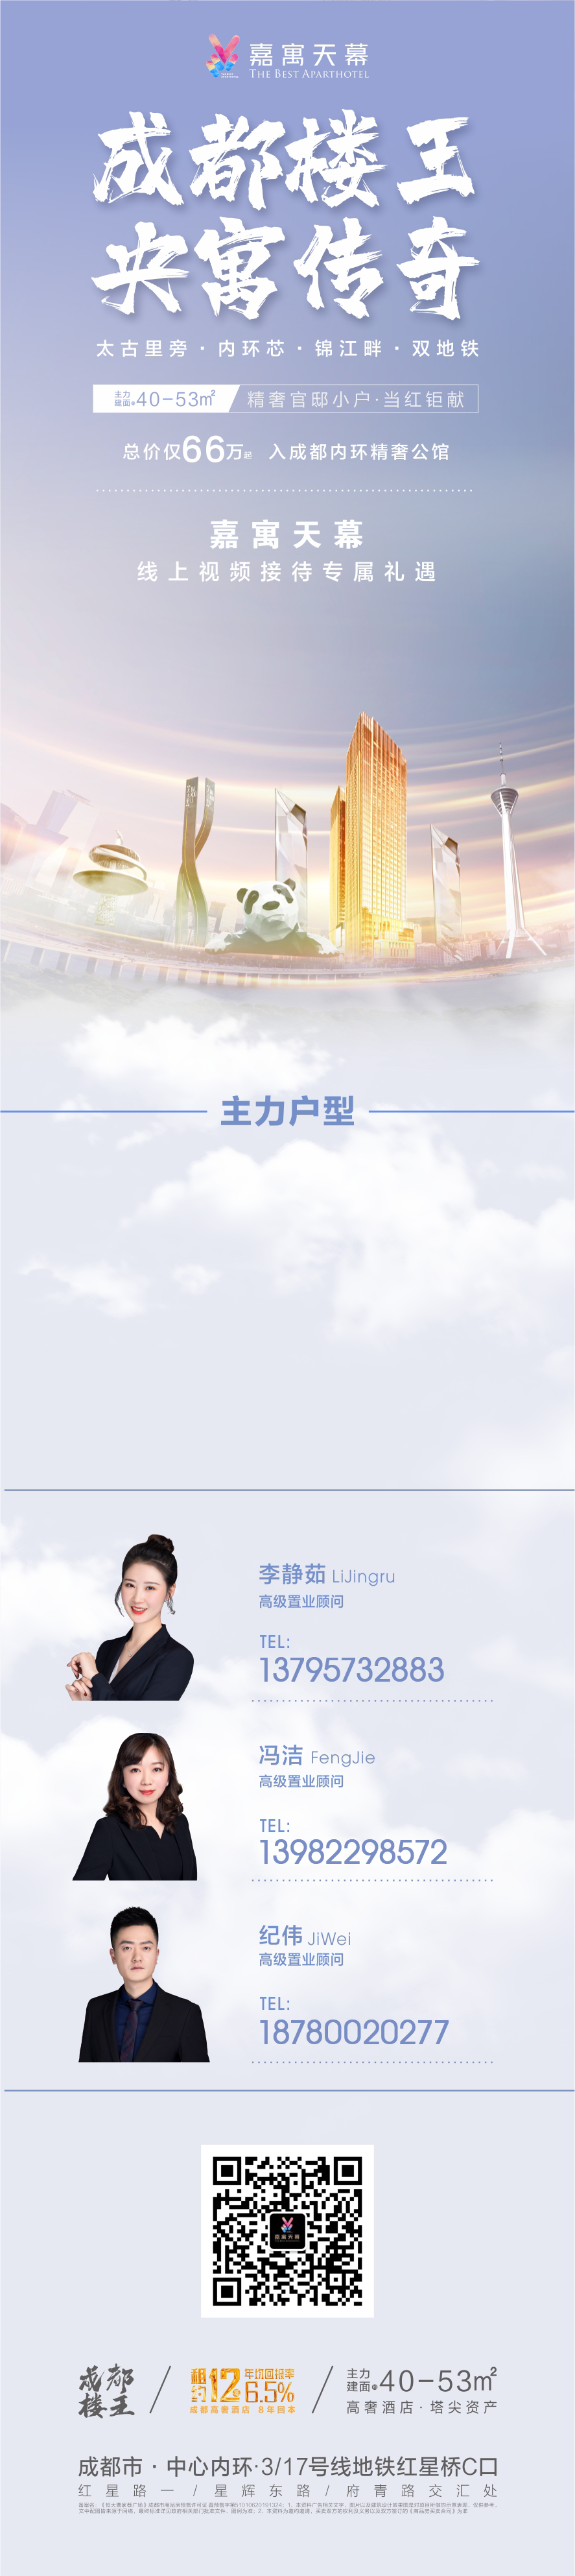 嘉寓天幕
THE BEST APARTHOTEL
成都楼王
央寓传奇
太古里旁·内环芯·锦江畔·双地铁
主力建面约40-53㎡ 精奢官邸小户·当红钜献
总价仅66万起 入成都内环精奢公馆
嘉寓天幕
线上视频接待专属礼遇
主力户型
李静茹 LiJingru
高级置业顾问
TEL:
13795732883
冯洁 FengJie
高级置业顾问
TEL:
13982298572
纪伟 JiWei
高级置业顾问
TEL:
18780020277
嘉寓天幕
成都楼王
租约12年 年均回报率6.5%
成都高奢酒店 8年回本
主力建面约40-53㎡
高奢酒店·塔尖资产
成都市·中心内环·3/17号线地铁红星桥C口
红星路一/星辉东路/府青路交汇处